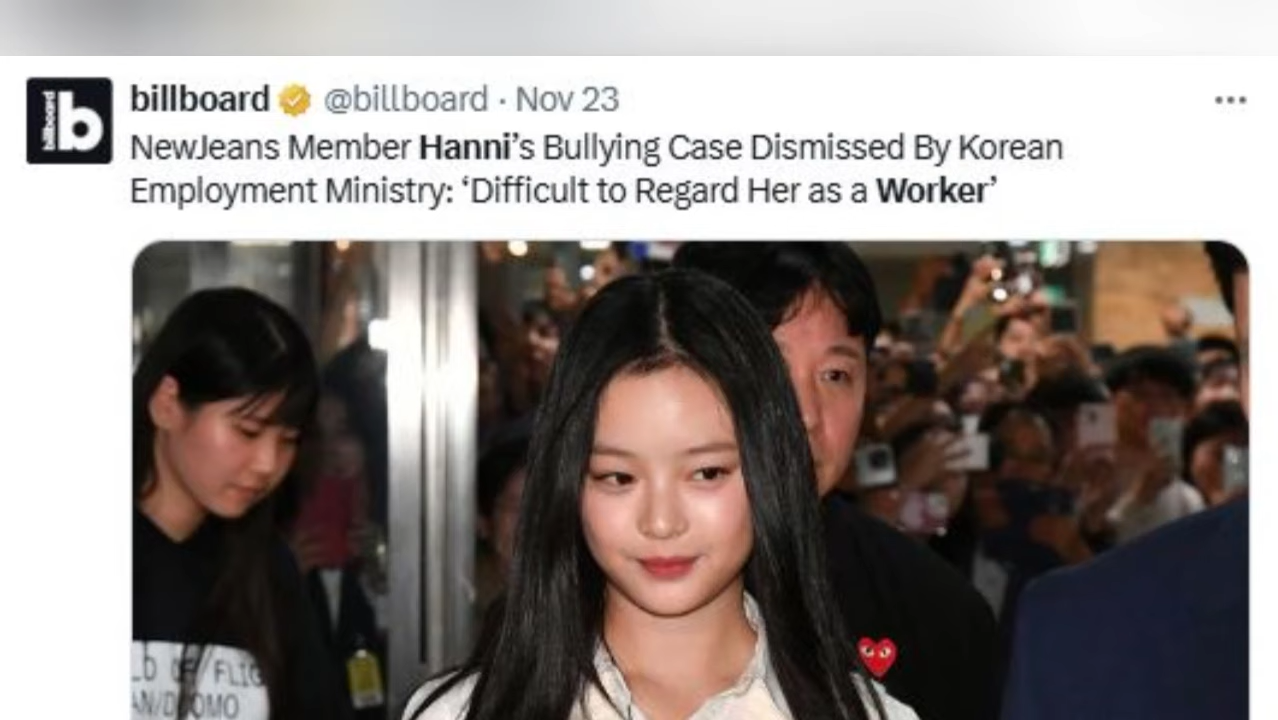 billboard @billboard · Nov 23
NewJeans Member Hanni’s Bullying Case Dismissed By Korean
Employment Ministry: ‘Difficult to Regard Her as a Worker’
billboard
b